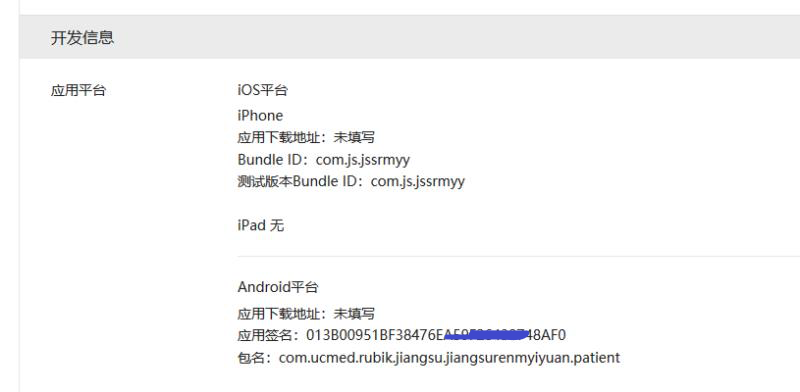 开发信息
应用平台
iOS平台
iPhone
应用下载地址：未填写
Bundle ID：com.js.jssrmyy
测试版本Bundle ID：com.js.jssrmyy
iPad 无
Android平台
应用下载地址：未填写
应用签名：
包名：com.ucmed.rubik.jiangsu.jiangsurenmyiyuan.patient